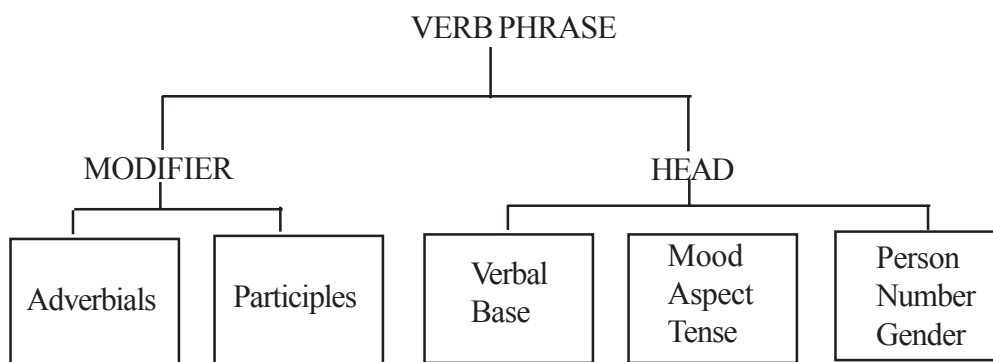 VERB PHRASE
MODIFIER
HEAD
Adverbials
Participles
Verbal
Base
Mood
Aspect
Tense
Person
Number
Gender